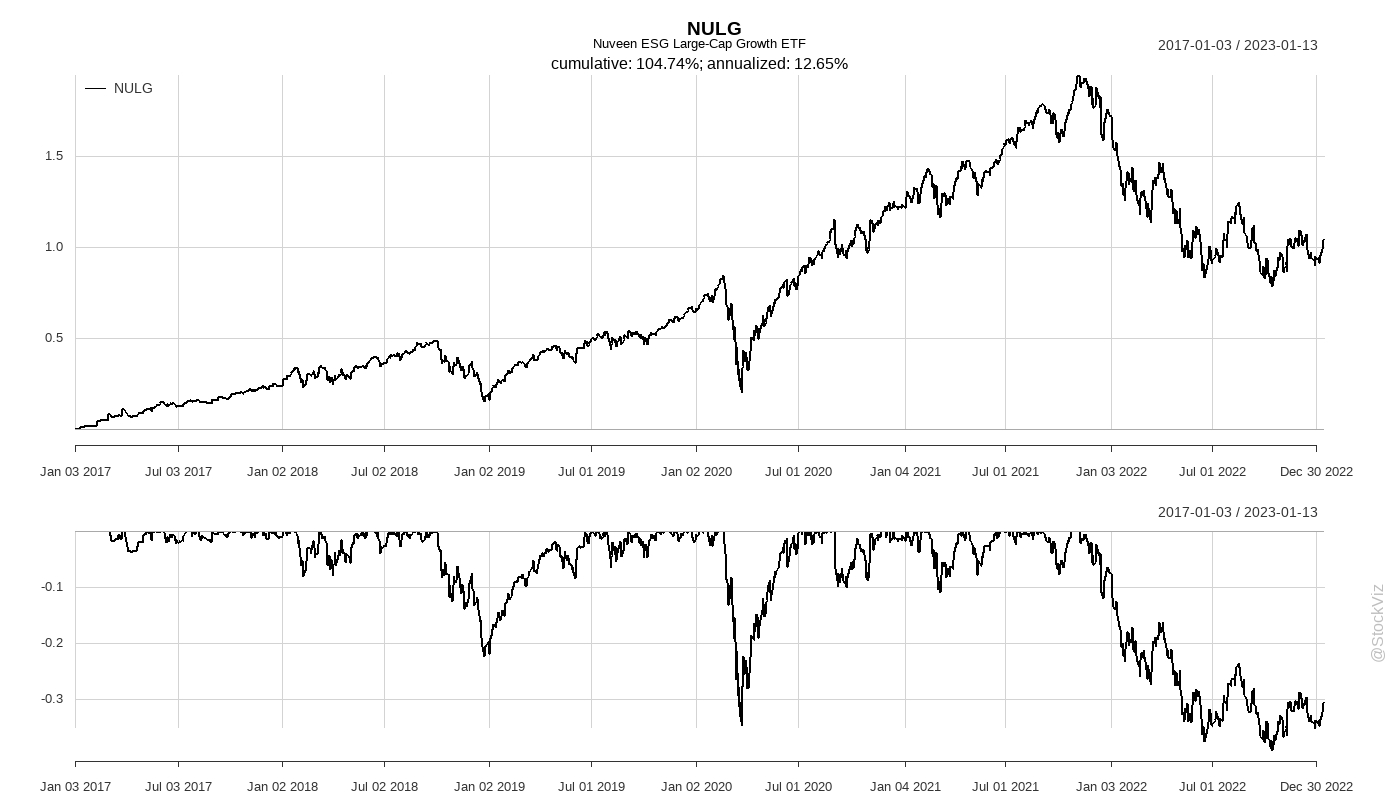 NULG
Nuveen ESG Large-Cap Growth ETF
2017-01-03 / 2023-01-13
cumulative: 104.74%; annualized: 12.65%
NULG
1.5
1.0
0.5
Jan 03 2017 Jul 03 2017 Jan 02 2018 Jul 02 2018 Jan 02 2019 Jul 01 2019 Jan 02 2020 Jul 01 2020 Jan 04 2021 Jul 01 2021 Jan 03 2022 Jul 01 2022 Dec 30 2022
2017-01-03 / 2023-01-13
-0.1
-0.2
-0.3
Jan 03 2017 Jul 03 2017 Jan 02 2018 Jul 02 2018 Jan 02 2019 Jul 01 2019 Jan 02 2020 Jul 01 2020 Jan 04 2021 Jul 01 2021 Jan 03 2022 Jul 01 2022 Dec 30 2022
@StockViz